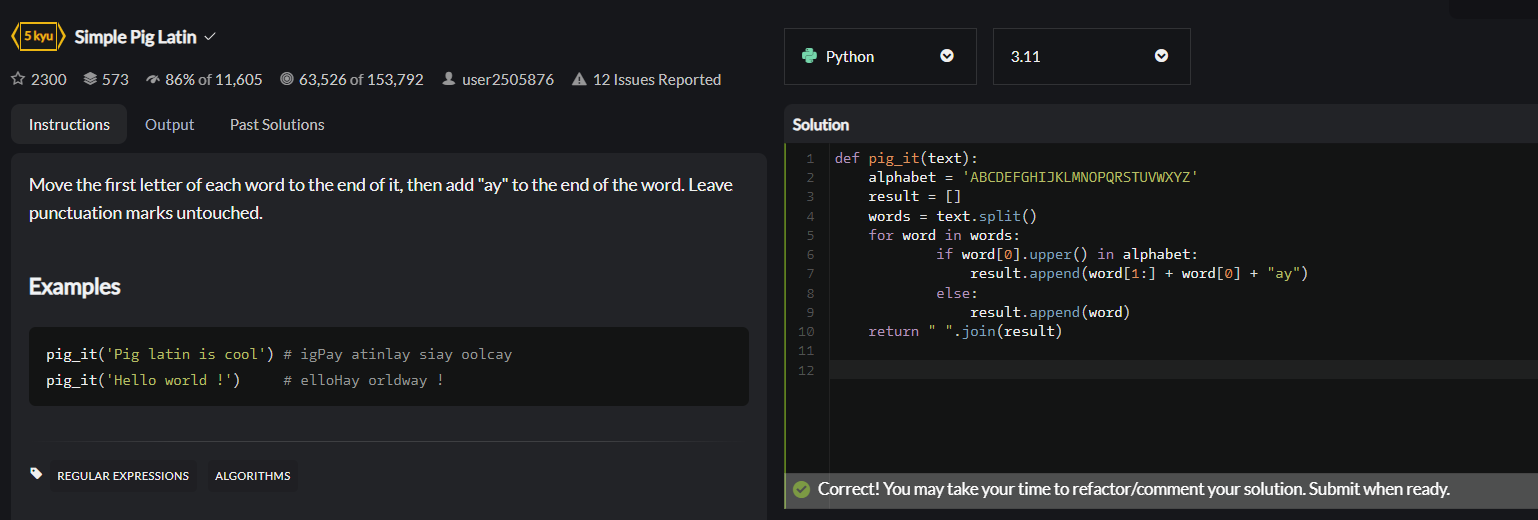 5 kyu Simple Pig Latin
2300 573 86% of 11,605 63,526 of 153,792 user2505876 12 Issues Reported
Instructions Output Past Solutions
Move the first letter of each word to the end of it, then add "ay" to the end of the word. Leave
punctuation marks untouched.
Examples
pig_it('Pig latin is cool') # igPay atinlay siay oolcay
pig_it('Hello world !')     # elloHay orldway !
REGULAR EXPRESSIONS ALGORITHMS
Python 3.11
Solution
1 def pig_it(text):
2     alphabet = 'ABCDEFGHIJKLMNOPQRSTUVWXYZ'
3     result = []
4     words = text.split()
5     for word in words:
6             if word[0].upper() in alphabet:
7                 result.append(word[1:] + word[0] + "ay")
8             else:
9                 result.append(word)
10     return " ".join(result)
11
12
Correct! You may take your time to refactor/comment your solution. Submit when ready.